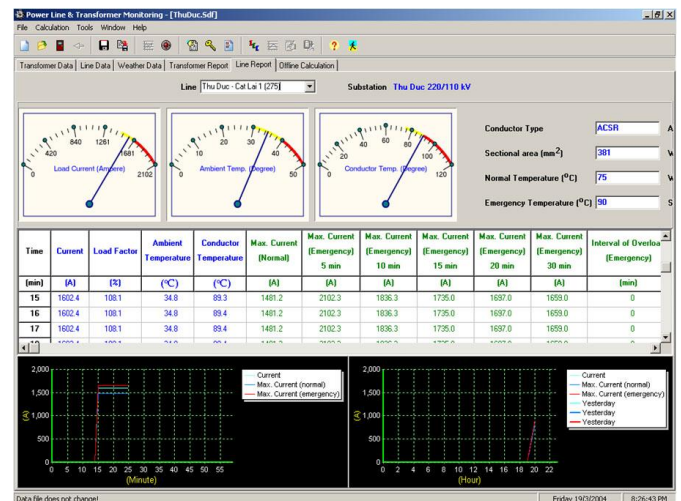 Power Line & Transformer Monitoring - [ThuDuc.Sdf]
File Calculation Tools Window Help
Transformer Data Line Data Weather Data Transformer Report Line Report Offline Calculation
Line Thu Duc - Cat Lai 1 (275) Substation Thu Duc 220/110 kV
0 420 840 1261 1681 2102
Load Current (Ampere)
0 10 20 30 40 50
Ambient Temp. (Degree)
0 20 40 60 80 100 120
Conductor Temp. (Degree)
Conductor Type ACSR A
Sectional area (mm2) 381
Normal Temperature (ºC) 75
Emergency Temperature (ºC) 90 S
Time Current Load Factor Ambient Temperature Conductor Temperature Max. Current (Normal) Max. Current (Emergency) 5 min Max. Current (Emergency) 10 min Max. Current (Emergency) 15 min Max. Current (Emergency) 20 min Max. Current (Emergency) 30 min Interval of Overloa (Emergency)
(min) (A) (%) (ºC) (ºC) (A) (A) (A) (A) (A) (A) (min)
15 1602.4 108.1 34.8 89.3 1481.2 2102.3 1836.3 1735.0 1697.0 1659.0 0
16 1602.4 108.1 34.8 89.4 1481.2 2102.3 1836.3 1735.0 1697.0 1659.0 0
17 1602.4 108.1 34.8 89.4 1481.2 2102.3 1836.3 1735.0 1697.0 1659.0 0
2,000
1,500
1,000
500
0
(A)
0 5 10 15 20 25 30 35 40 45 50 55
(Minute)
Current
Max. Current (normal)
Max. Current (emergency)
2,000
1,500
1,000
500
0
(A)
0 2 4 6 8 10 12 14 16 18 20 22
(Hour)
Current
Max. Current (normal)
Max. Current (emergency)
Yesterday
Yesterday
Yesterday
Data file does not change! Friday 19/3/2004 8:26:43 PM